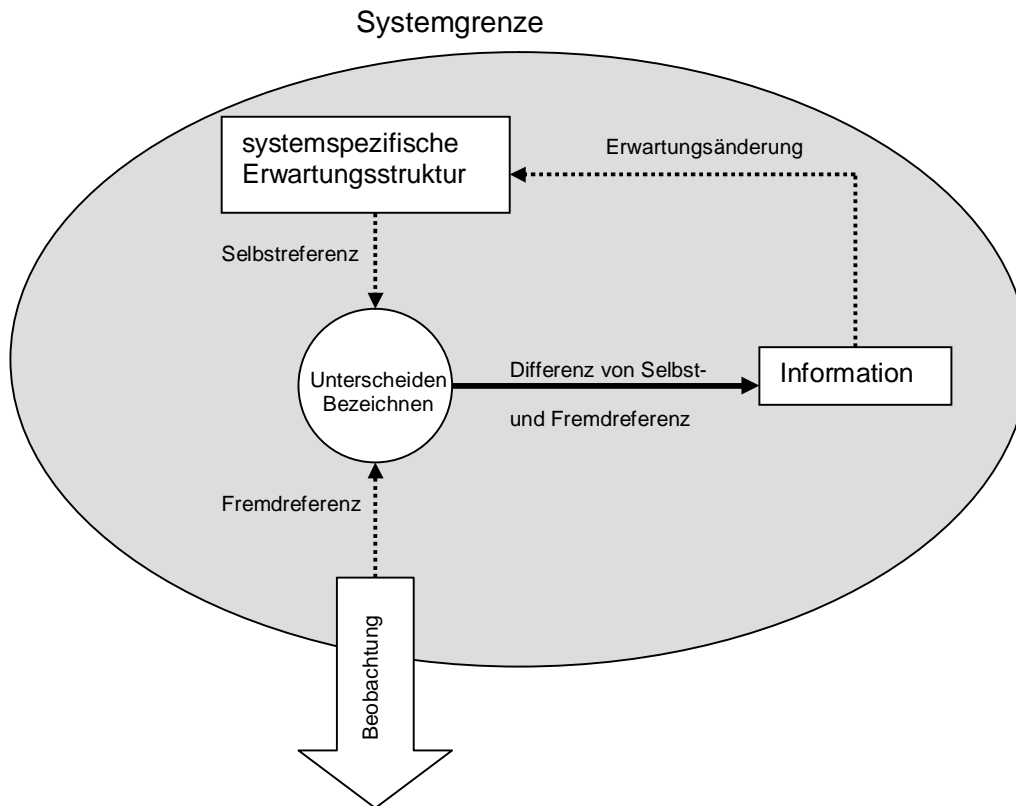 Systemgrenze
systemspezifische
Erwartungsstruktur
Erwartungsänderung
Selbstreferenz
Unterscheiden
Bezeichnen
Differenz von Selbst-
und Fremdreferenz
Information
Fremdreferenz
Beobachtung